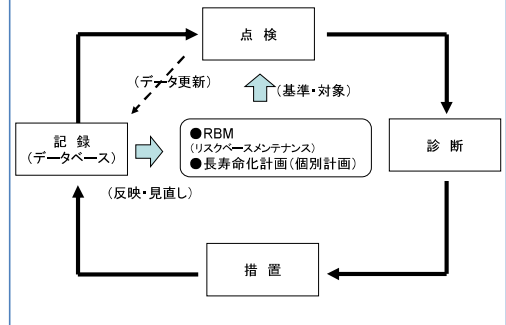 点 検
(データ更新)
(基準・対象)
記 録
(データベース)
●RBM
(リスクベースメンテナンス)
●長寿命化計画(個別計画)
診 断
(反映・見直し)
措 置